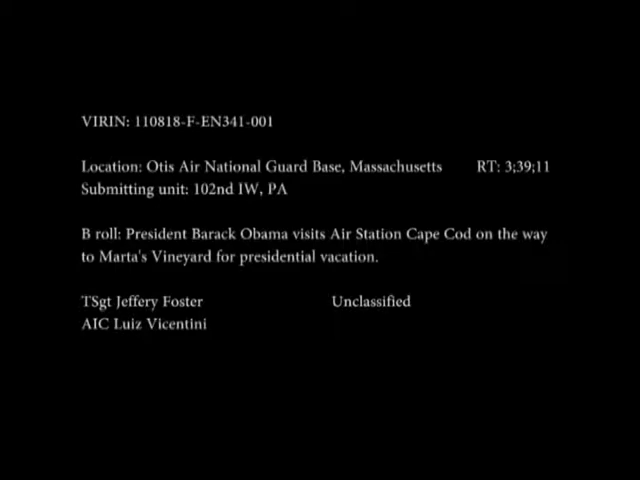 VIRIN: 110818-F-EN341-001
Location: Otis Air National Guard Base, Massachusetts RT: 3;39;11
Submitting unit: 102nd IW, PA
B roll: President Barack Obama visits Air Station Cape Cod on the way
to Marta's Vineyard for presidential vacation.
TSgt Jeffery Foster Unclassified
AIC Luiz Vicentini